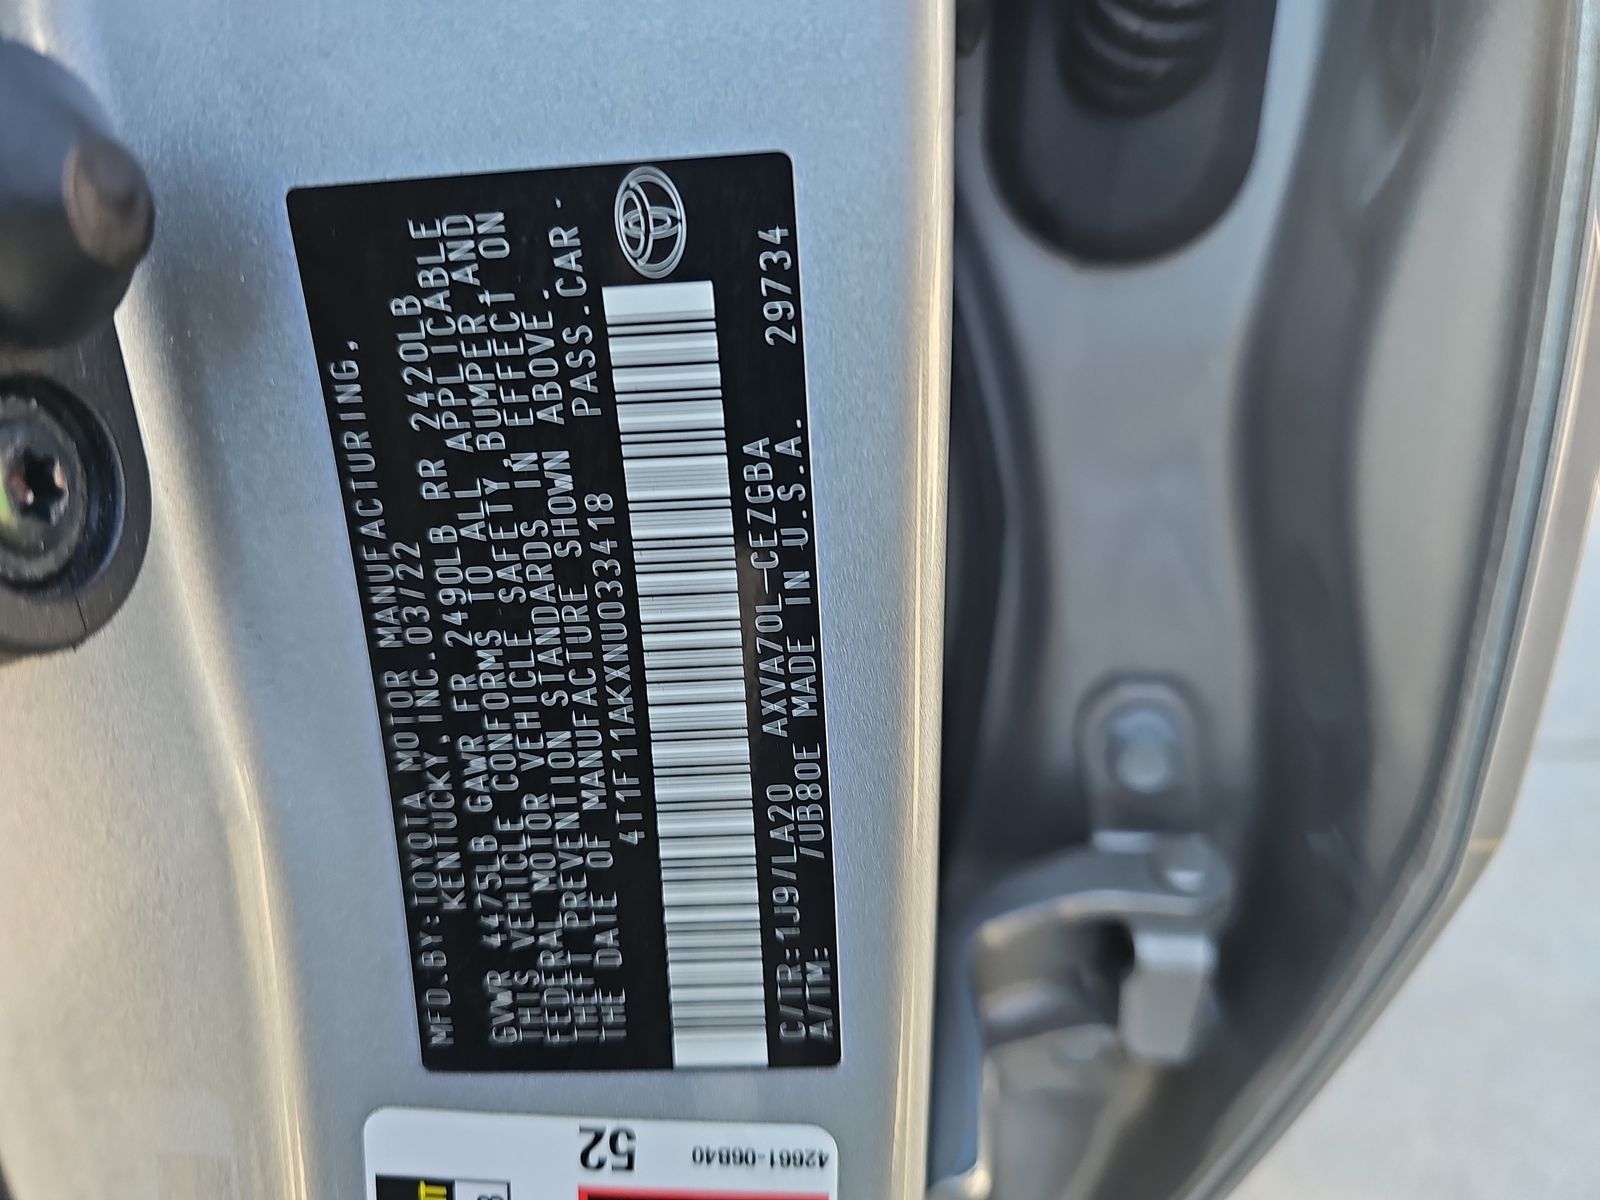 MFD.BY:TOYOTA MOTOR MANUFACTURING,
KENTUCKY,INC.03/22
GVWR 4475LB GAWR FR 2490LB RR 2420LB
THIS VEHICLE CONFORMS TO ALL APPLICABLE
FEDERAL MOTOR VEHICLE SAFETY,BUMPER,AND
THEFT PREVENTION STANDARDS IN EFFECT ON
THE DATE OF MANUFACTURE SHOWN ABOVE.
4T1F11AKXNU033418 PASS.CAR
C/TR:1J9/LA20 AXVA70L-CEZGBA 29734
A/TM: /UB80E MADE IN U.S.A.
52
42661-06B40